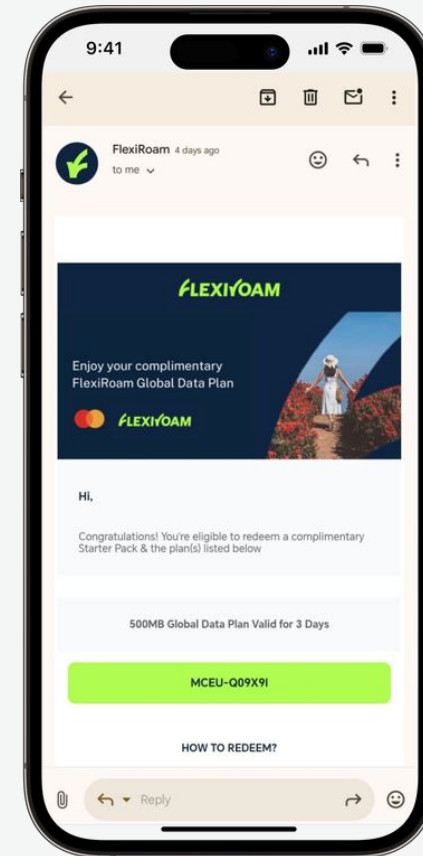 9:41
FlexiRoam 4 days ago
to me
FLEXIROAM
Enjoy your complimentary
FlexiRoam Global Data Plan
FLEXIROAM
Hi,
Congratulations! You're eligible to redeem a complimentary
Starter Pack & the plan(s) listed below
500MB Global Data Plan Valid for 3 Days
MCEU-Q09X9I
HOW TO REDEEM?
Reply